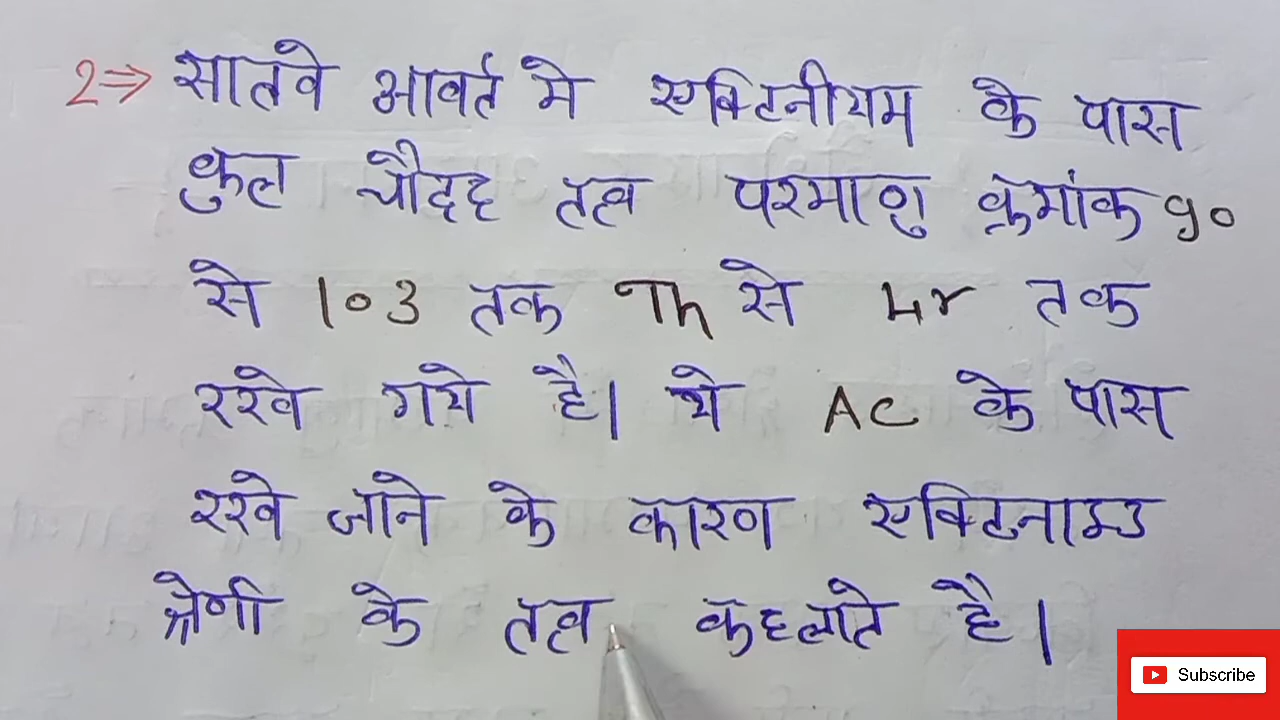 2⇒ सातवे आवर्त मे एक्टिनीयम के पास
कुल चौदह तत्व परमाणु क्रमांक 90
से 103 तक Th से Lr तक
रखे गये है। ये AC के पास
रखे जाने के कारण एक्टिनाइड
श्रेणी के तत्व कहलाते है।
Subscribe